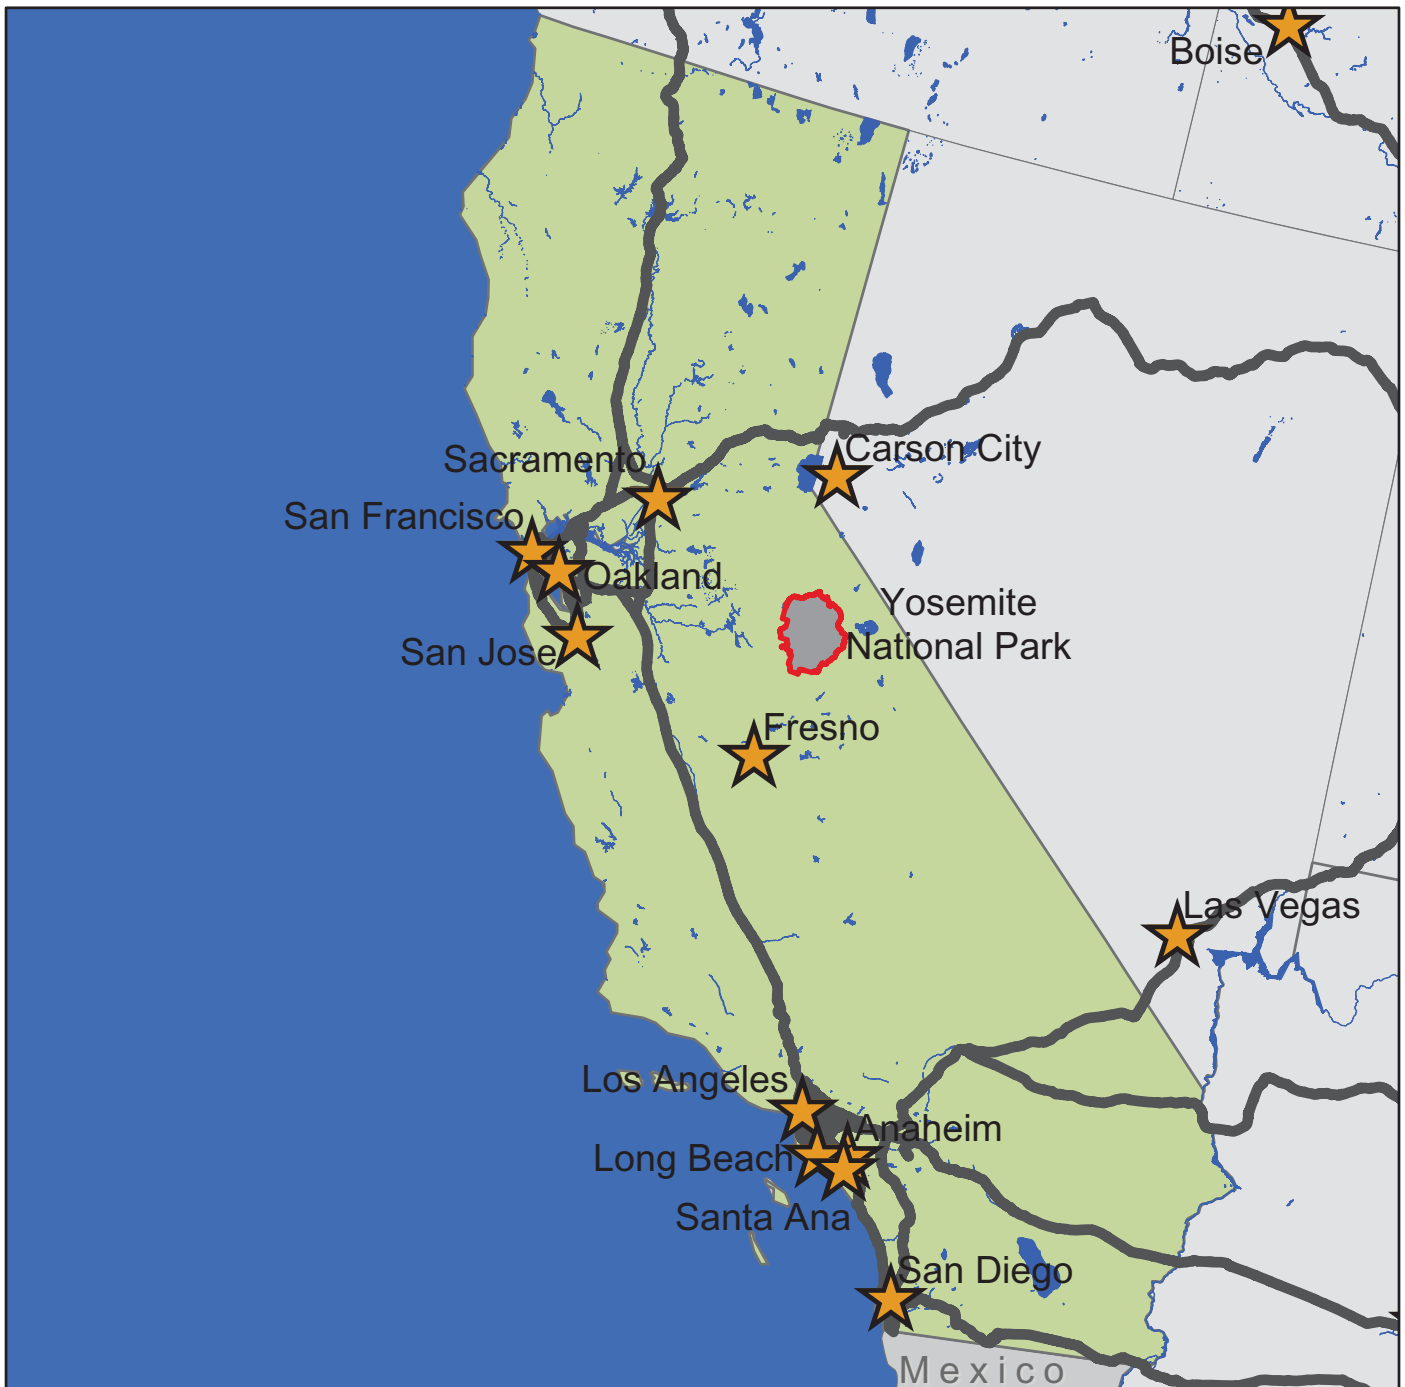 Boise
Carson City
Sacramento
San Francisco
Oakland
Yosemite
National Park
San Jose
Fresno
Las Vegas
Los Angeles
Anaheim
Long Beach
Santa Ana
San Diego
Mexico